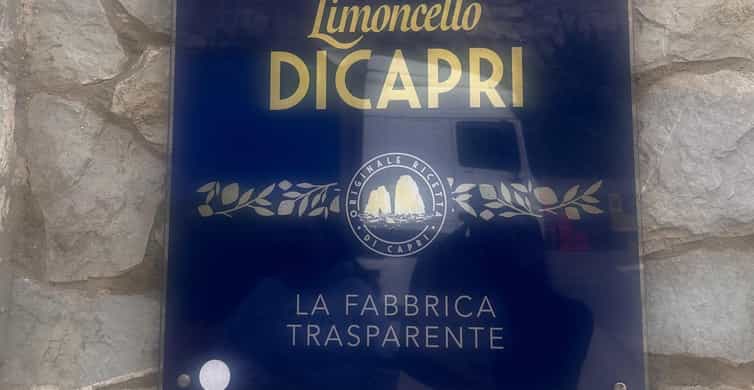 Limoncello
DICAPRI
ORIGINALE RICETTA
• DI CAPRI •
LA FABBRICA
TRASPARENTE